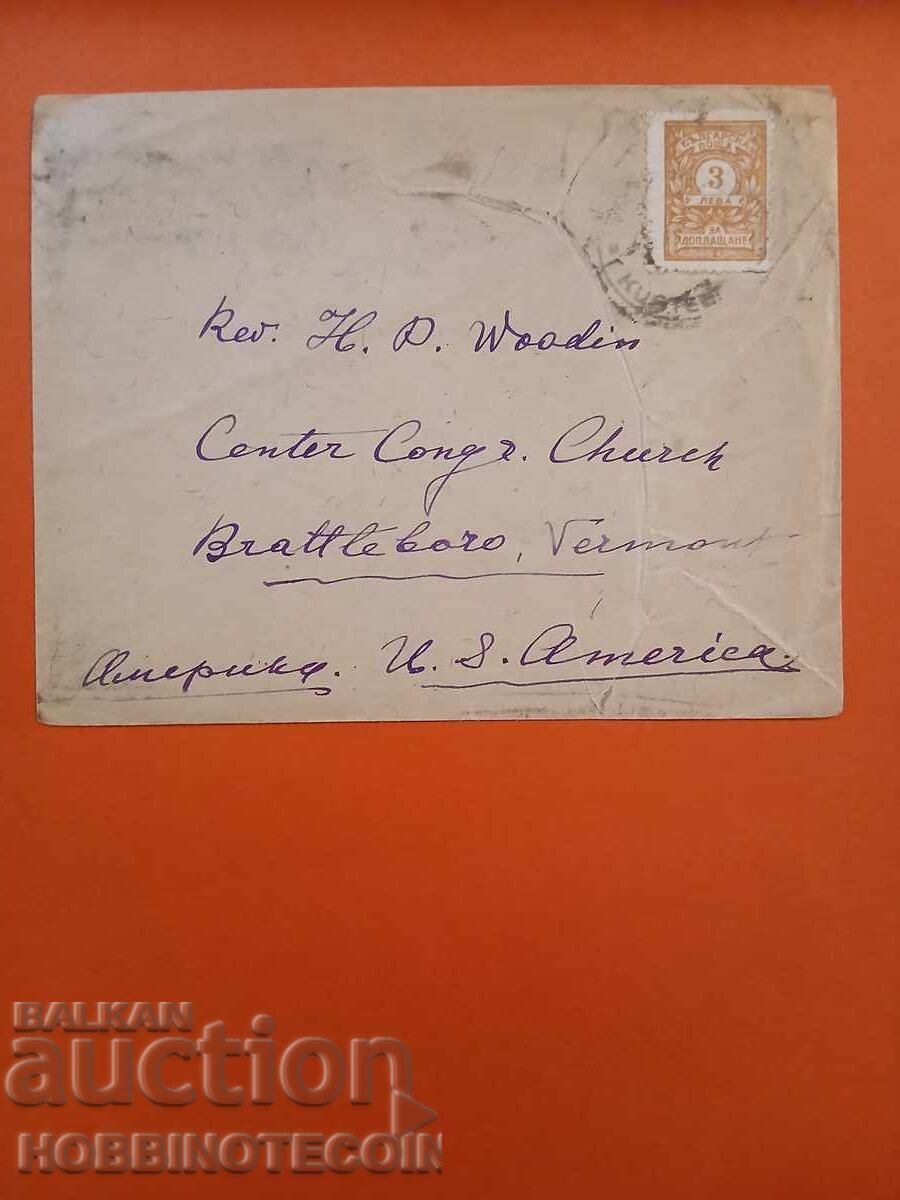 БЪЛГАРСКА
ПОЩА
3
ЛЕВА
ЗА
ДОПЛАЩАНЕ
Rev. H. D. Woodin
Center Congr. Church
Brattleboro, Vermont
Америка. U. S. America.
BALKAN
auction
HOBBINOTECOIN